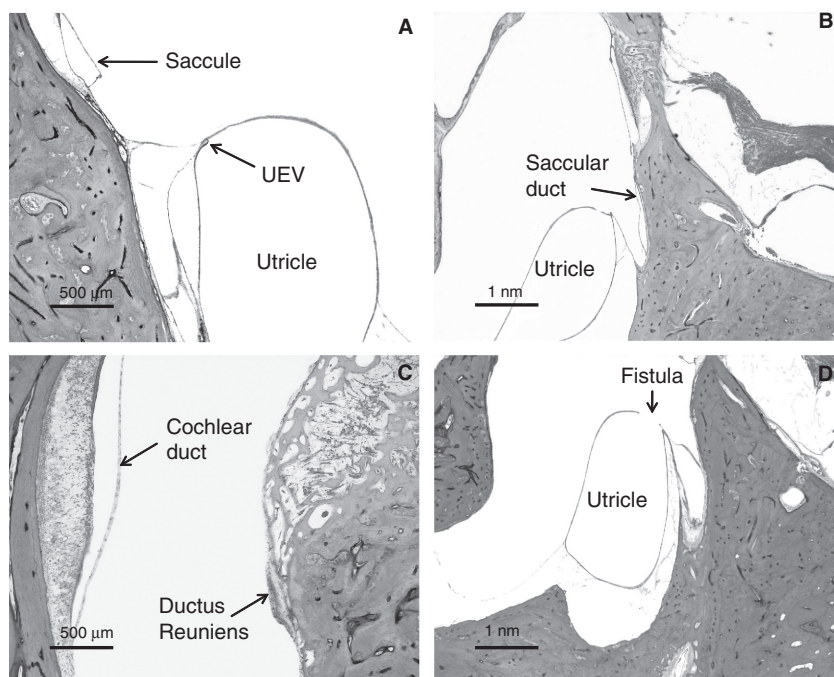 A
Saccule
UEV
Utricle
500 μm
B
Saccular
duct
Utricle
1 nm
C
Cochlear
duct
Ductus
Reuniens
500 μm
D
Fistula
Utricle
1 nm